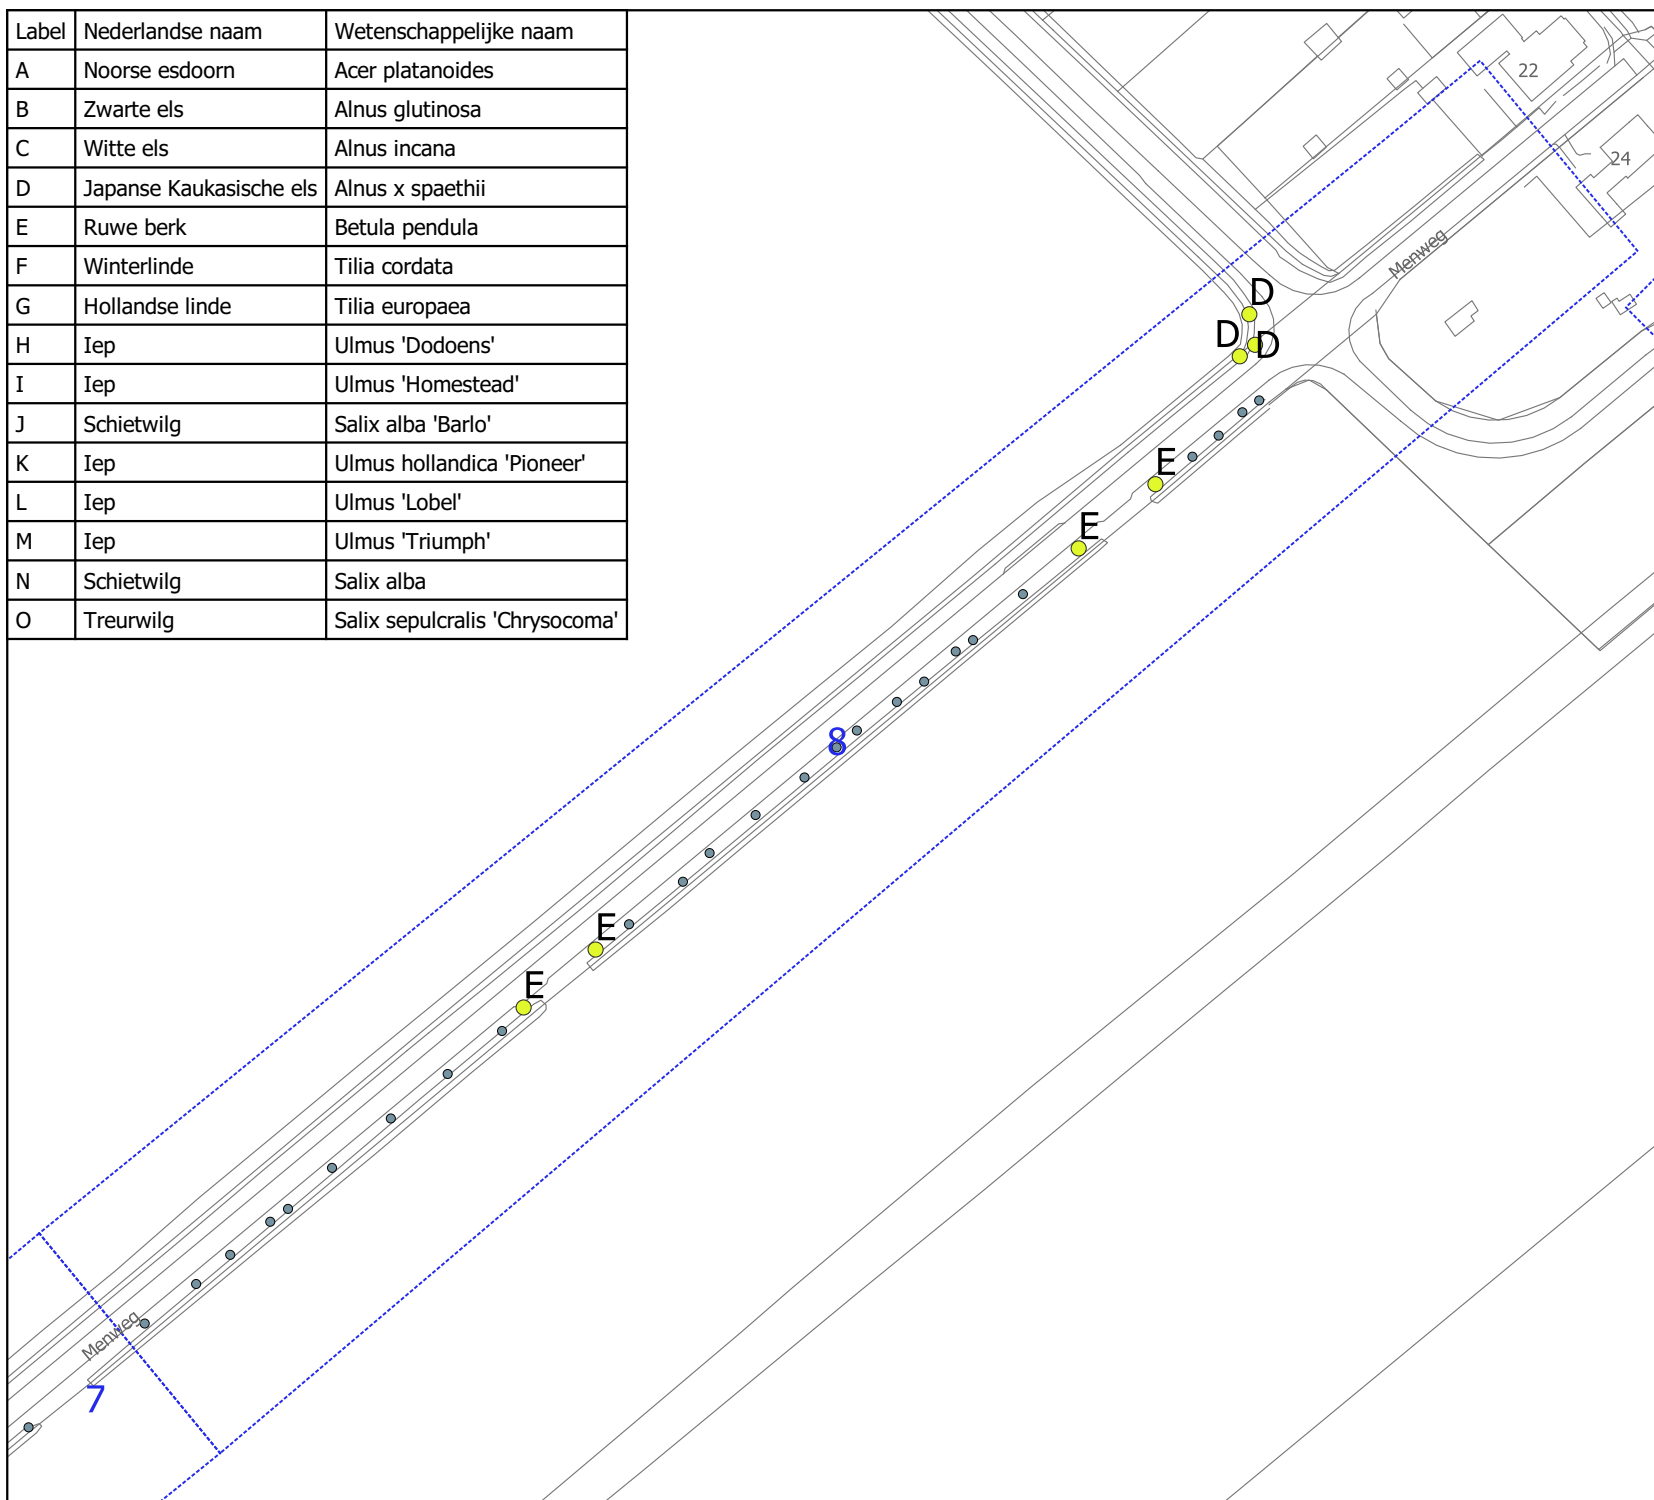 Label Nederlandse naam Wetenschappelijke naam
A Noorse esdoorn Acer platanoides
B Zwarte els Alnus glutinosa
C Witte els Alnus incana
D Japanse Kaukasische els Alnus x spaethii
E Ruwe berk Betula pendula
F Winterlinde Tilia cordata
G Hollandse linde Tilia europaea
H Iep Ulmus 'Dodoens'
I Iep Ulmus 'Homestead'
J Schietwilg Salix alba 'Barlo'
K Iep Ulmus hollandica 'Pioneer'
L Iep Ulmus 'Lobel'
M Iep Ulmus 'Triumph'
N Schietwilg Salix alba
O Treurwilg Salix sepulcralis 'Chrysocoma'
22
24
Menweg
D
D
D
E
E
8
E
E
Menweg
7